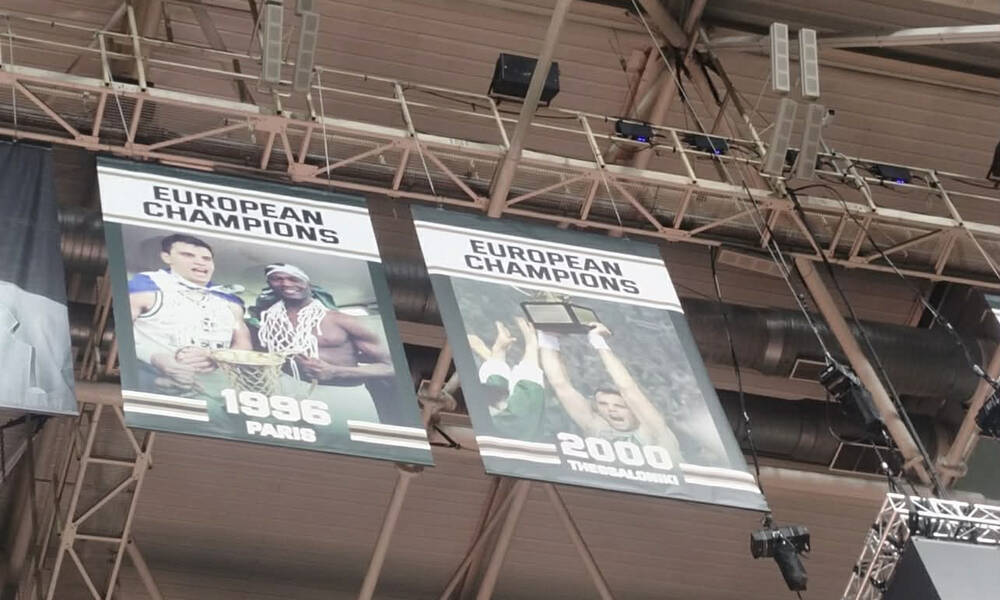 EUROPEAN
CHAMPIONS
1996
PARIS
EUROPEAN
CHAMPIONS
2000
THESSALONIKI